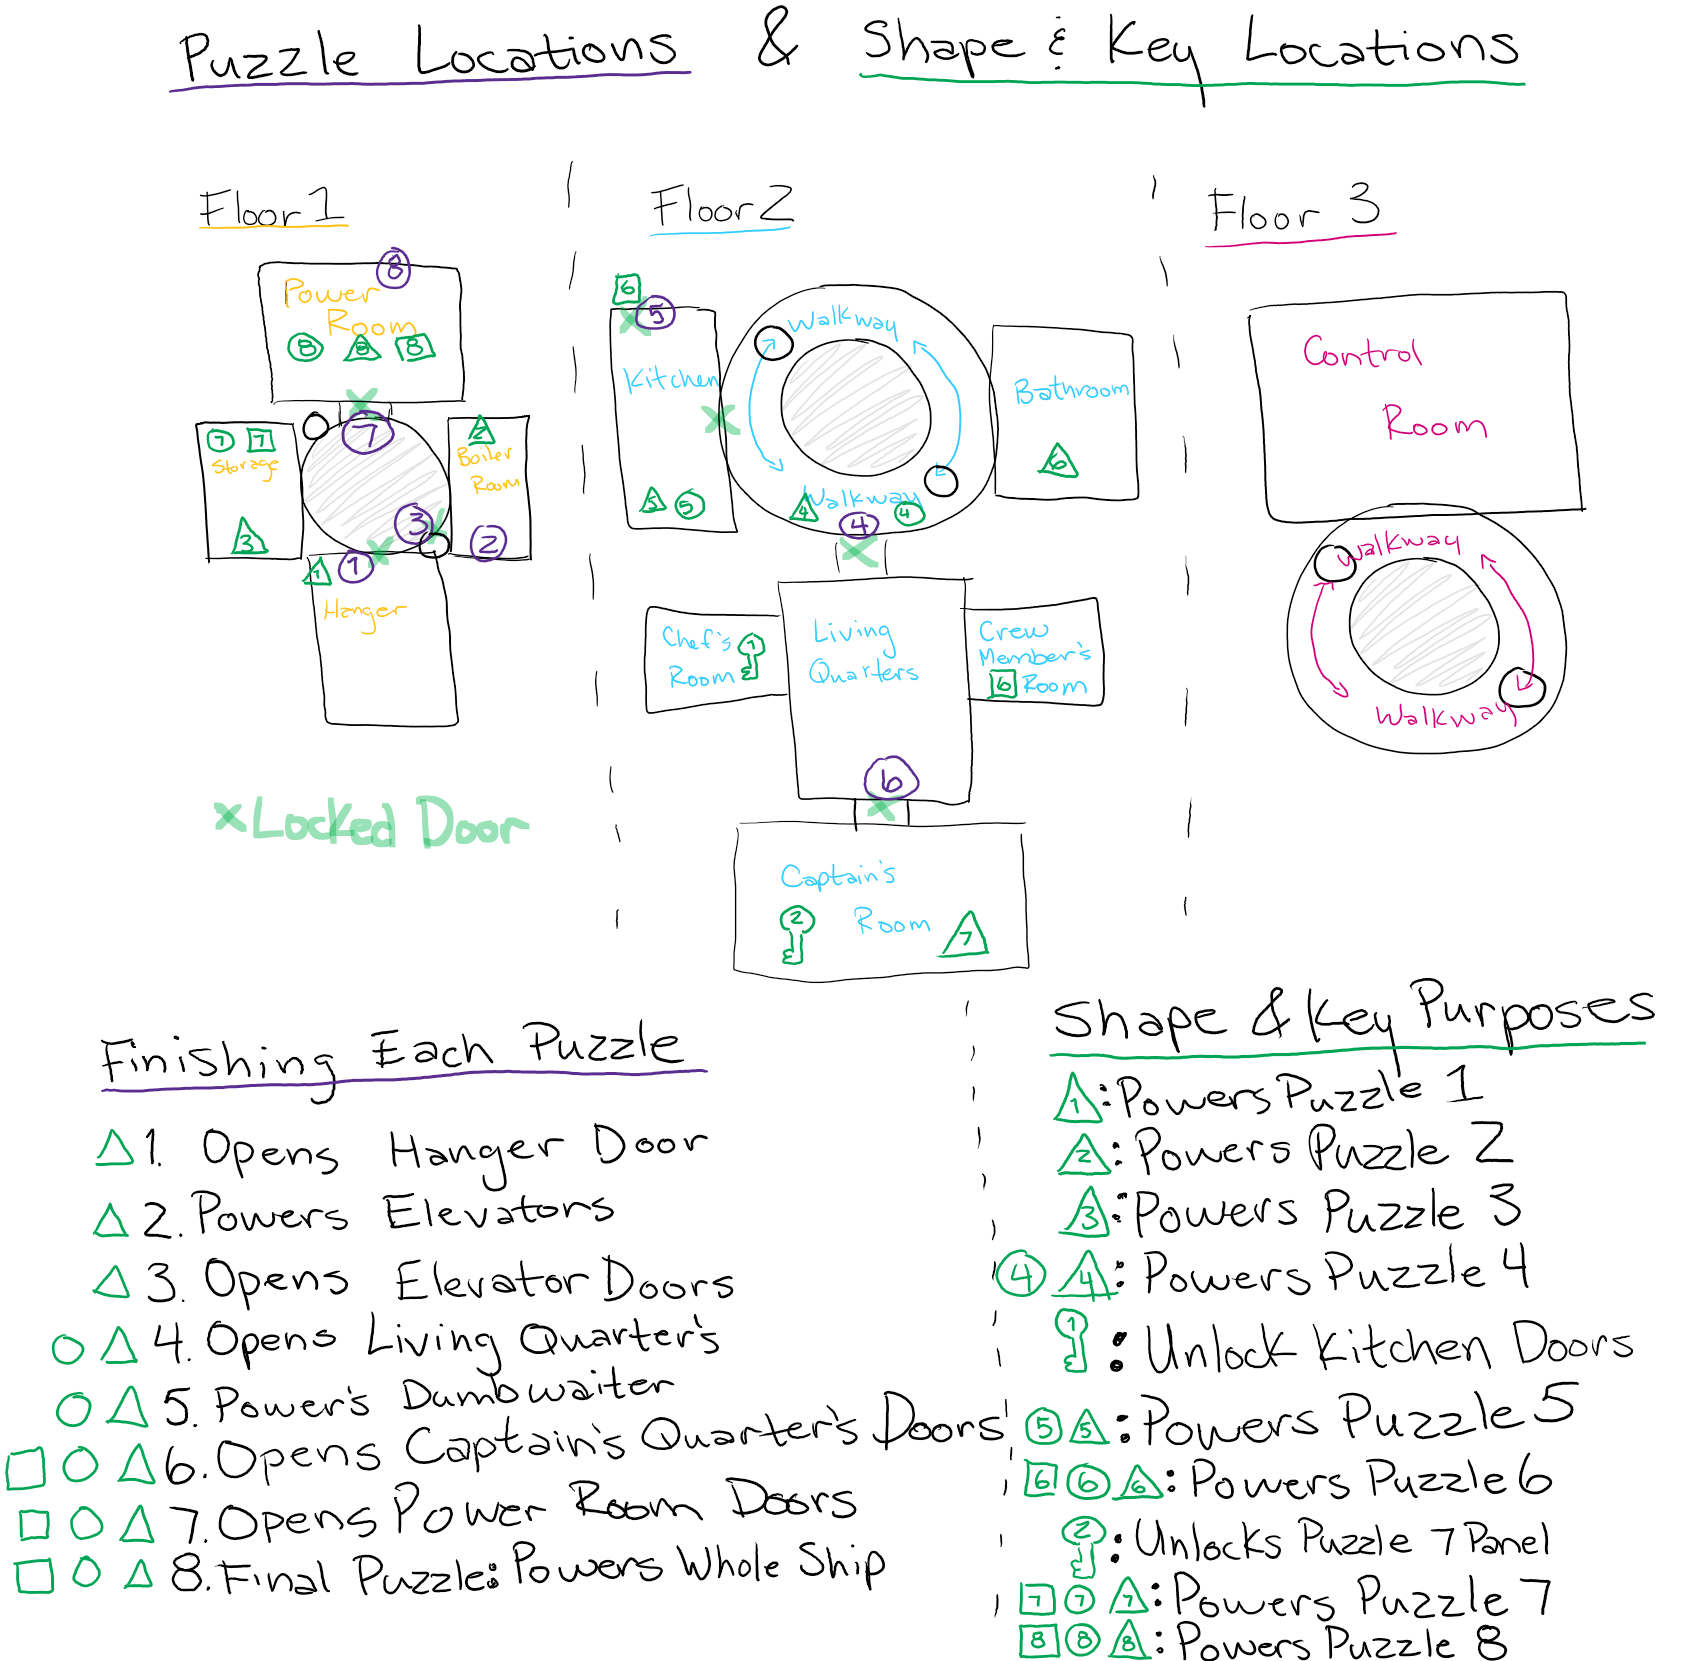 Puzzle Locations & Shape & Key Locations
Floor 1
8
Power
Room
8 8 8
7
7 7
Storage
3
2
Boiler
Room
3
2
1 1
Hanger
x Locked Door
Floor 2
6
5
Walkway
Kitchen
Bathroom
6
5 5
Walkway
4 4 4
Chef's
Room
1
Living
Quarters
Crew
Member's
6 Room
6
Captain's
Room
2
7
Floor 3
Control
Room
Walkway
Walkway
Finishing Each Puzzle
1. Opens Hanger Door
2. Powers Elevators
3. Opens Elevator Doors
4. Opens Living Quarter's
5. Power's Dumbwaiter
6. Opens Captain's Quarter's Doors
7. Opens Power Room Doors
8. Final Puzzle: Powers Whole Ship
Shape & Key Purposes
1 : Powers Puzzle 1
2 : Powers Puzzle 2
3 : Powers Puzzle 3
4 4 : Powers Puzzle 4
1 : Unlock Kitchen Doors
5 5 : Powers Puzzle 5
6 6 6 : Powers Puzzle 6
2 : Unlocks Puzzle 7 Panel
7 7 7 : Powers Puzzle 7
8 8 8 : Powers Puzzle 8